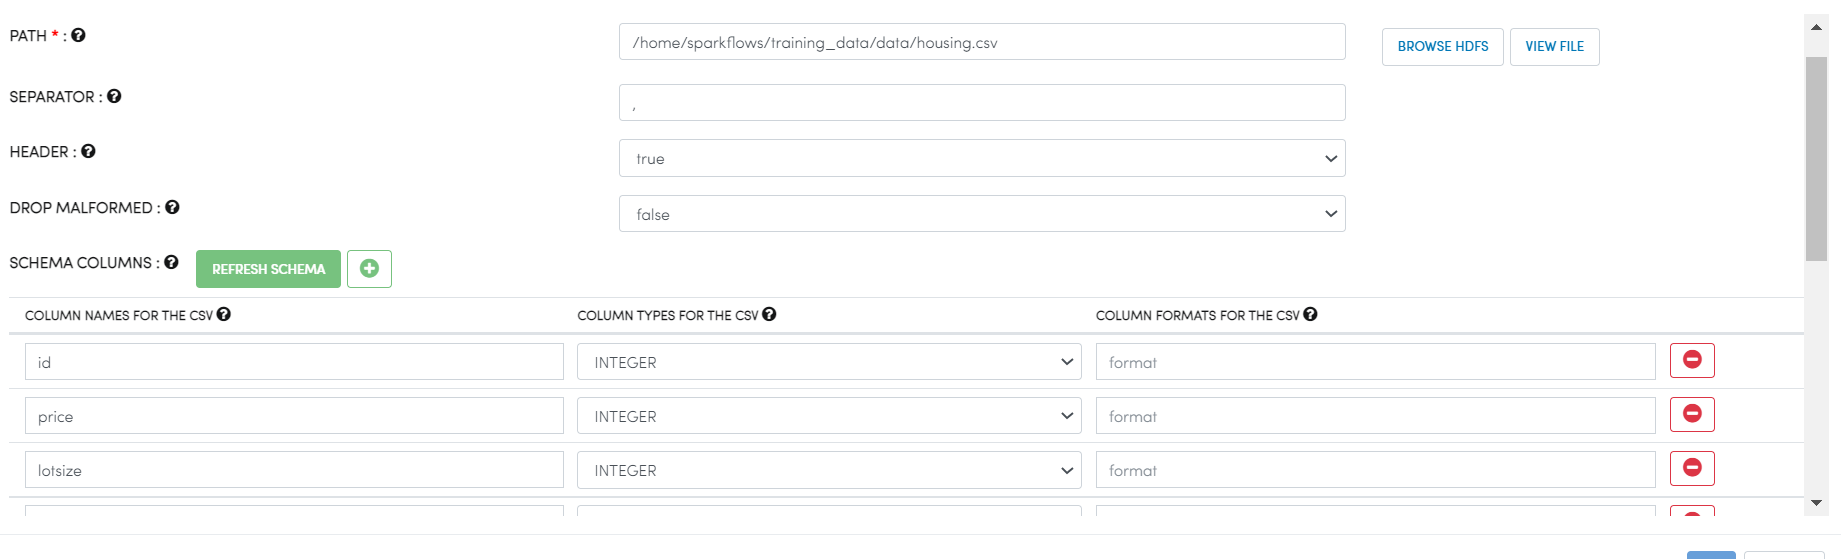 PATH * : ?
/home/sparkflows/training_data/data/housing.csv
BROWSE HDFS
VIEW FILE
SEPARATOR : ?
,
HEADER : ?
true
DROP MALFORMED : ?
false
SCHEMA COLUMNS : ?
REFRESH SCHEMA
COLUMN NAMES FOR THE CSV ?
COLUMN TYPES FOR THE CSV ?
COLUMN FORMATS FOR THE CSV ?
id
INTEGER
format
price
INTEGER
format
lotsize
INTEGER
format